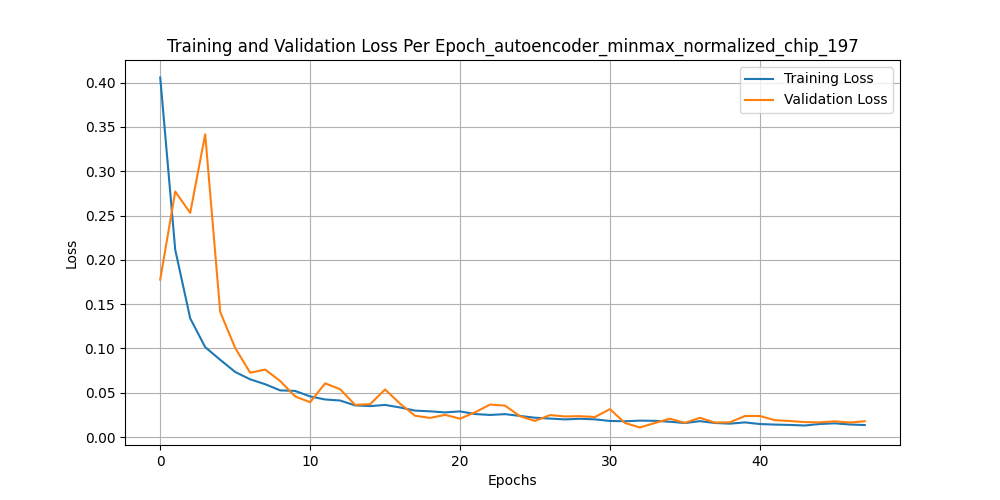 Training and Validation Loss Per Epoch_autoencoder_minmax_normalized_chip_197
Training Loss
Validation Loss
0.40
0.35
0.30
0.25
0.20
0.15
0.10
0.05
0.00
Loss
0 10 20 30 40
Epochs